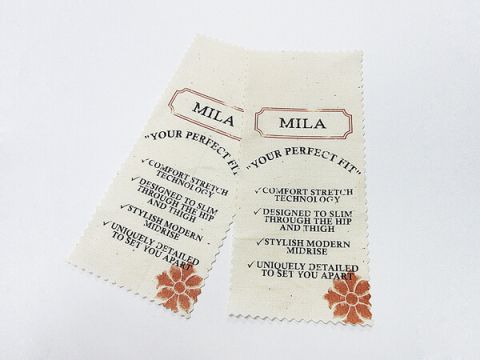 MILA
"YOUR PERFECT FIT"
✓COMFORT STRETCH
TECHNOLOGY
✓DESIGNED TO SLIM
THROUGH THE HIP
AND THIGH
✓STYLISH MODERN
MIDRISE
✓UNIQUELY DETAILED
TO SET YOU APART
MILA
"YOUR PERFECT FIT"
✓COMFORT STRETCH
TECHNOLOGY
✓DESIGNED TO SLIM
THROUGH THE HIP
AND THIGH
✓STYLISH MODERN
MIDRISE
✓UNIQUELY DETAILED
TO SET YOU APART